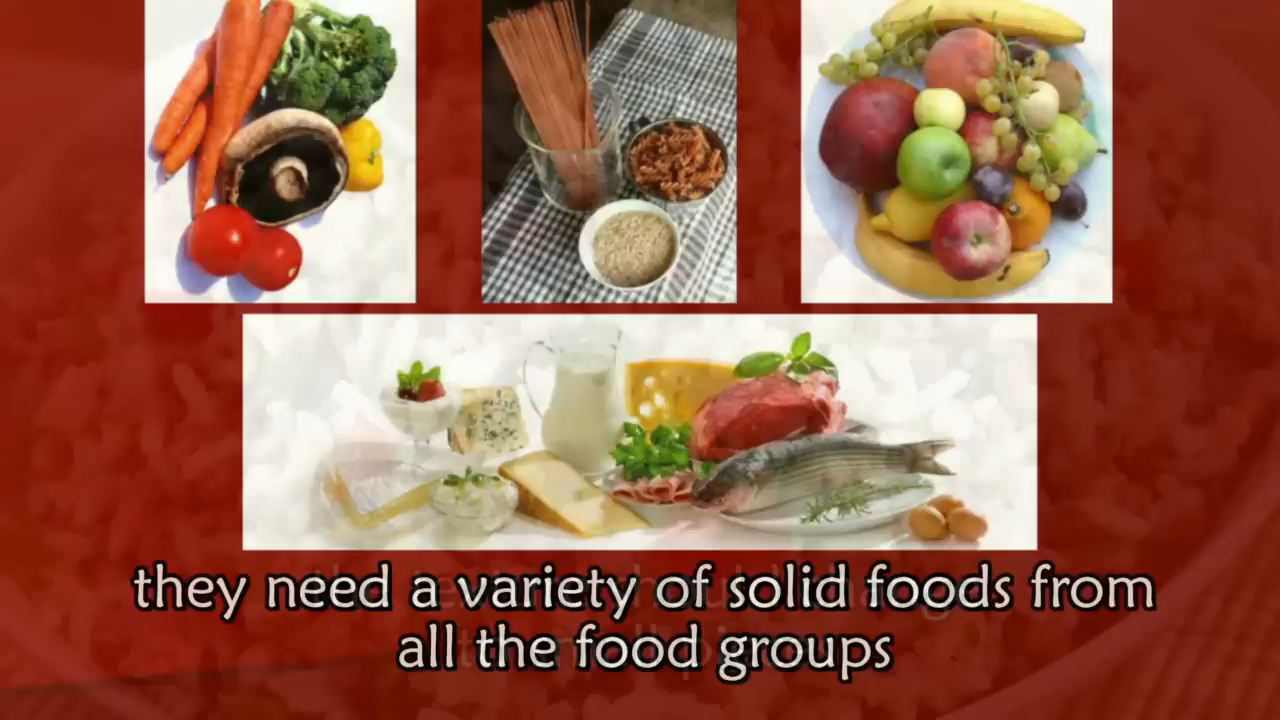 they need a variety of solid foods from
all the food groups